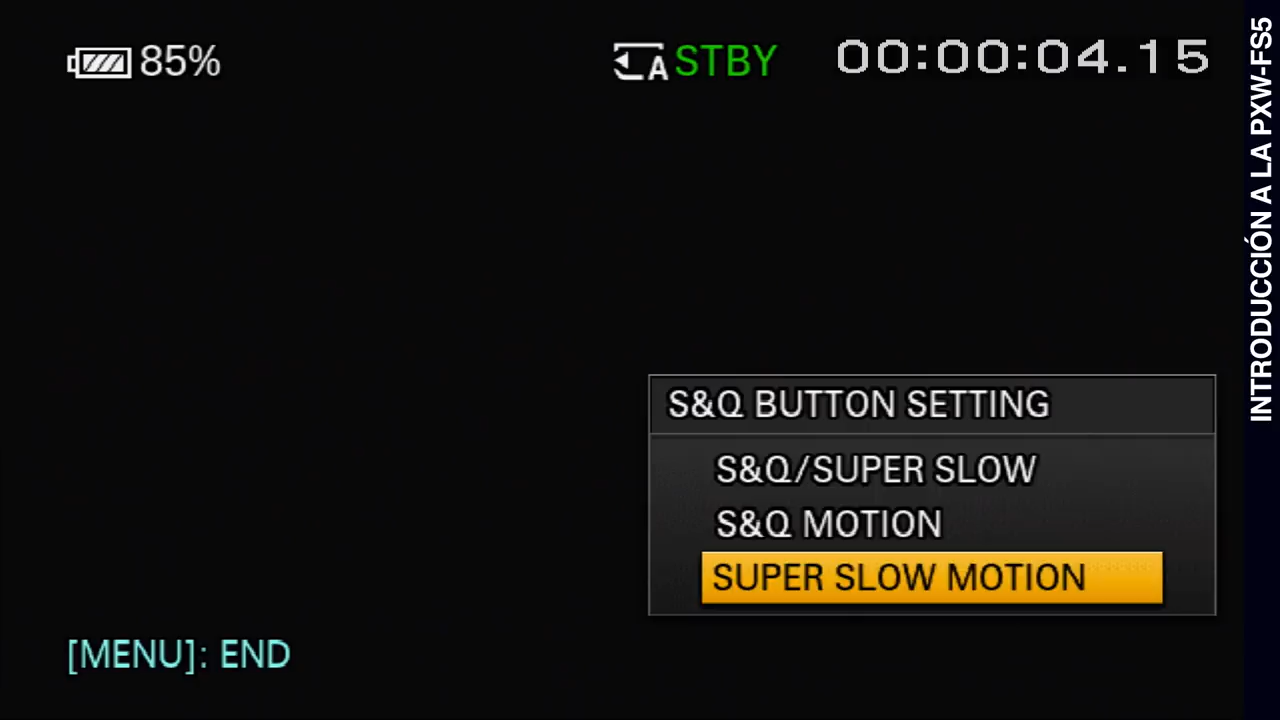 85%
A STBY 00:00:04.15
S&Q BUTTON SETTING
S&Q/SUPER SLOW
S&Q MOTION
SUPER SLOW MOTION
[MENU]: END
INTRODUCCIÓN A LA PXW-FS5